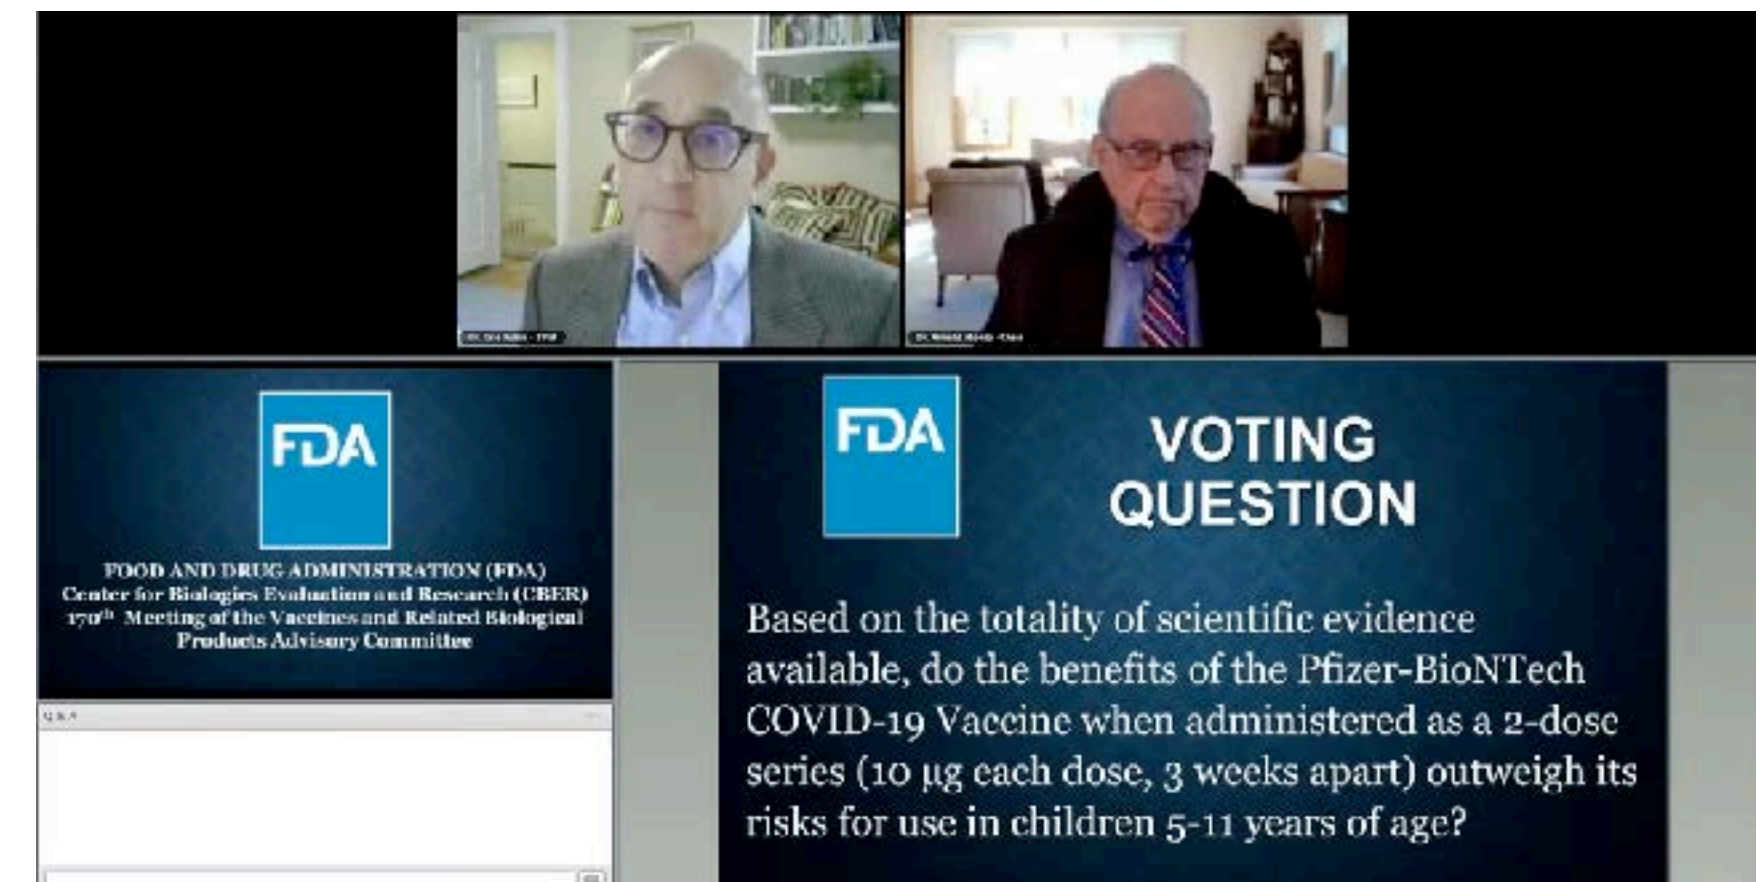 FDA
FOOD AND DRUG ADMINISTRATION (FDA)
Center for Biologics Evaluation and Research (CBER)
170th Meeting of the Vaccines and Related Biological
Products Advisory Committee
Q & A
FDA
VOTING
QUESTION
Based on the totality of scientific evidence
available, do the benefits of the Pfizer-BioNTech
COVID-19 Vaccine when administered as a 2-dose
series (10 µg each dose, 3 weeks apart) outweigh its
risks for use in children 5-11 years of age?